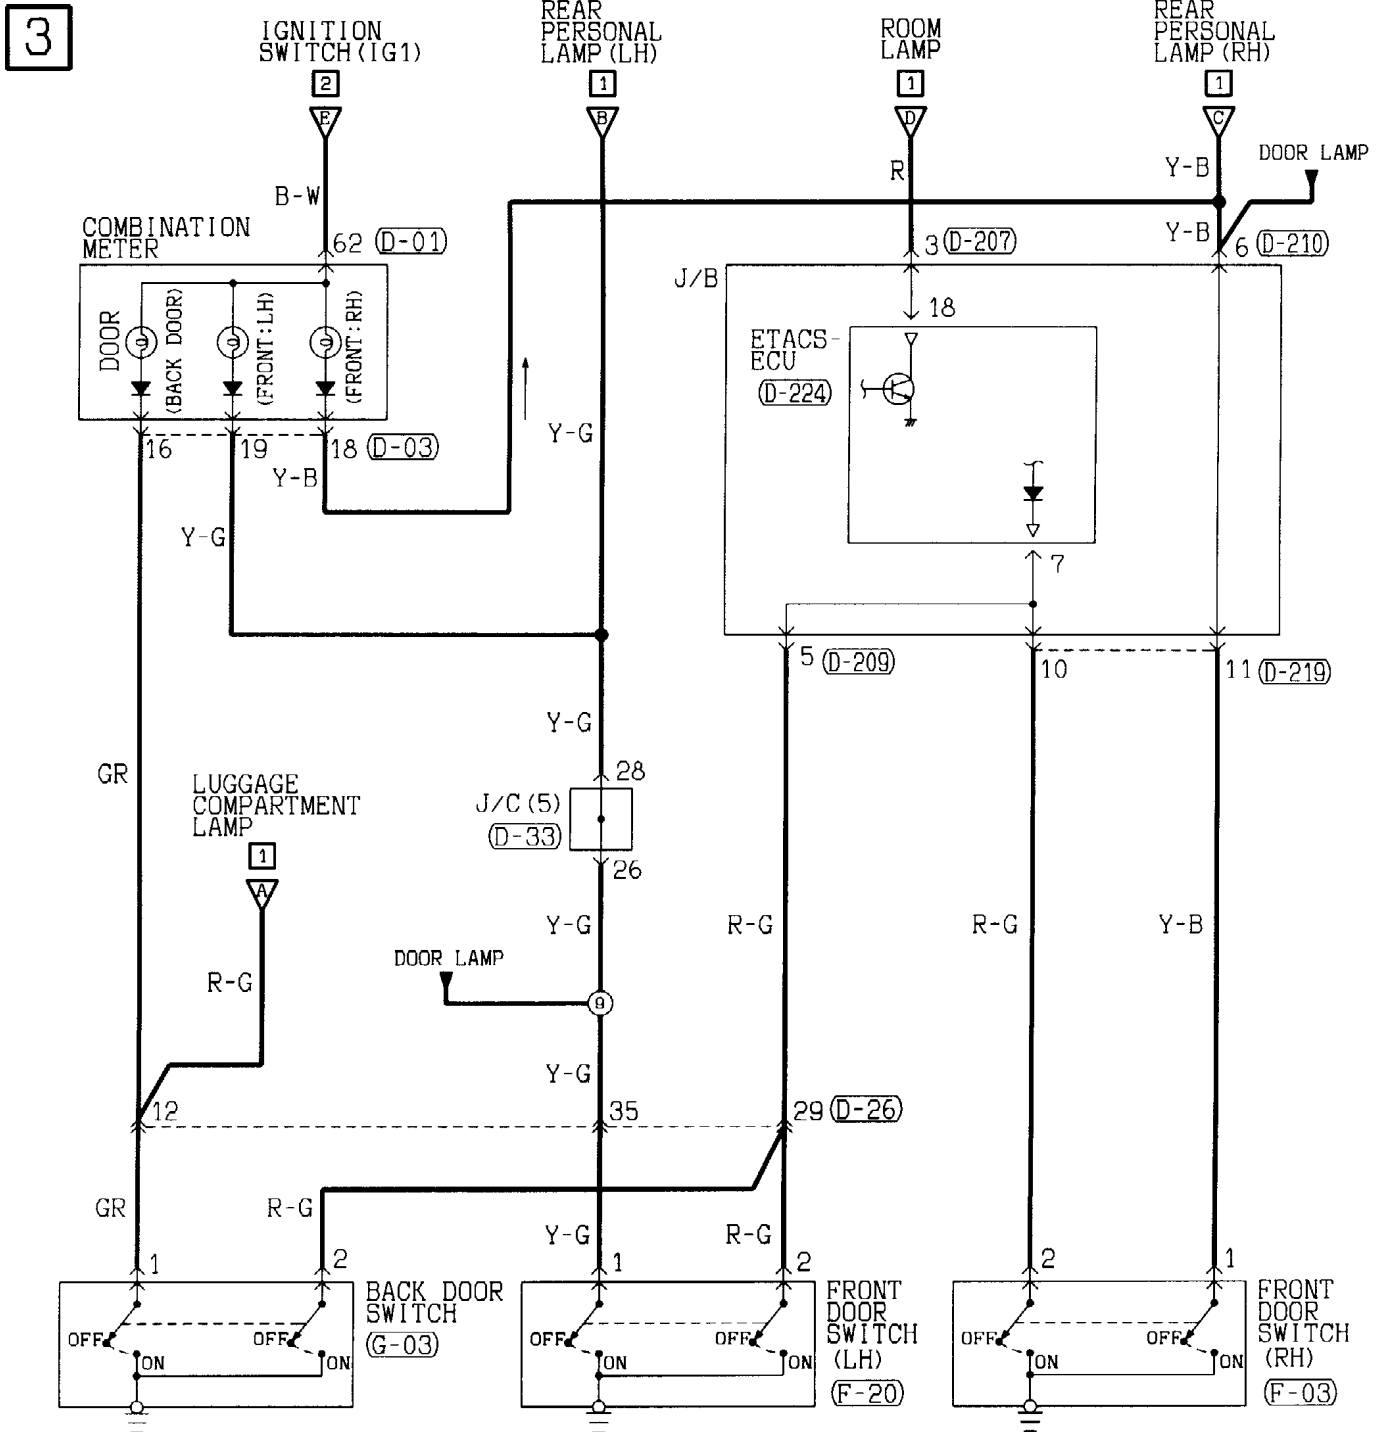 3
IGNITION
SWITCH(IG1)
2
E
REAR
PERSONAL
LAMP(LH)
1
B
ROOM
LAMP
1
D
REAR
PERSONAL
LAMP(RH)
1
C
DOOR LAMP
B-W
R
Y-B
Y-B
COMBINATION
METER
62 (D-01)
3 (D-207)
6 (D-210)
J/B
DOOR
(BACK DOOR)
(FRONT:LH)
(FRONT:RH)
18
ETACS-
ECU
(D-224)
16
19
18 (D-03)
Y-B
Y-G
Y-G
7
5 (D-209)
10
11 (D-219)
Y-G
GR
LUGGAGE
COMPARTMENT
LAMP
1
A
28
J/C(5)
(D-33)
26
Y-G
R-G
R-G
Y-B
DOOR LAMP
R-G
9
Y-G
12
35
29 (D-26)
GR
R-G
Y-G
R-G
1
2
1
2
2
1
BACK DOOR
SWITCH
(G-03)
OFF
ON
OFF
ON
FRONT
DOOR
SWITCH
(LH)
(F-20)
OFF
ON
OFF
ON
FRONT
DOOR
SWITCH
(RH)
(F-03)
OFF
ON
OFF
ON